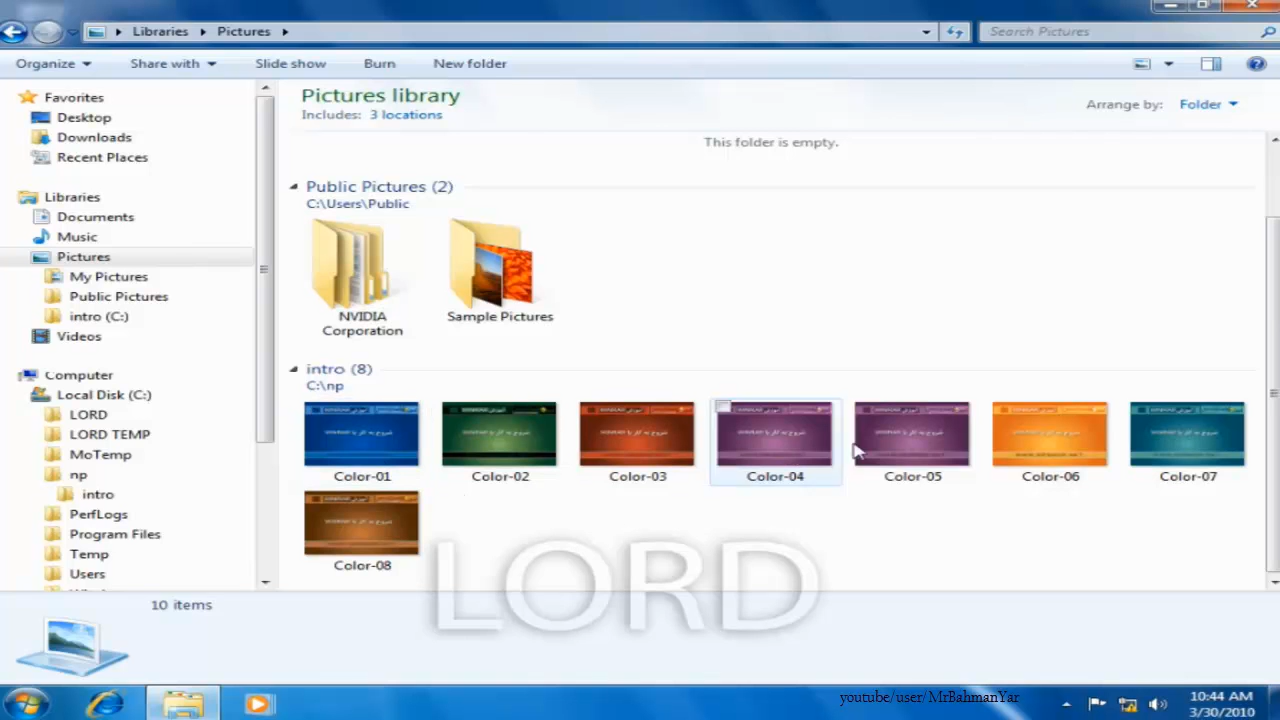 Libraries Pictures
Search Pictures
Organize Share with Slide show Burn New folder
Favorites
Desktop
Downloads
Recent Places
Libraries
Documents
Music
Pictures
My Pictures
Public Pictures
intro (C:)
Videos
Computer
Local Disk (C:)
LORD
LORD TEMP
MoTemp
np
intro
PerfLogs
Program Files
Temp
Users
Pictures library
Includes: 3 locations
Arrange by: Folder
This folder is empty.
Public Pictures (2)
C:\Users\Public
NVIDIA Corporation
Sample Pictures
intro (8)
C:\np
Color-01 Color-02 Color-03 Color-04 Color-05 Color-06 Color-07
Color-08
LORD
10 items
youtube/user/MrBahmanYar
10:44 AM
3/30/2010